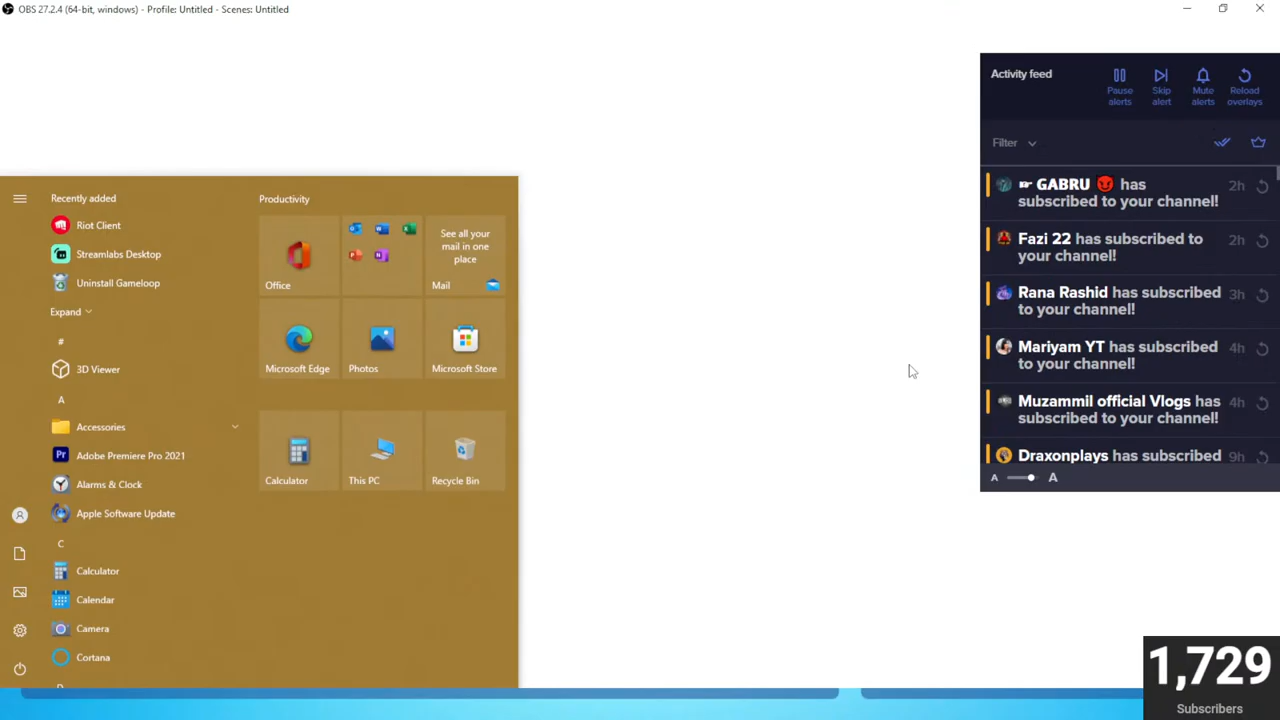 OBS 27.2.4 (64-bit, windows) - Profile: Untitled - Scenes: Untitled
Recently added
Riot Client
Streamlabs Desktop
Uninstall Gameloop
Expand
#
3D Viewer
A
Accessories
Adobe Premiere Pro 2021
Alarms & Clock
Apple Software Update
C
Calculator
Calendar
Camera
Cortana
Productivity
Office
See all your
mail in one
place
Mail
Microsoft Edge
Photos
Microsoft Store
Calculator
This PC
Recycle Bin
Activity feed
Pause
alerts
Skip
alert
Mute
alerts
Reload
overlays
Filter
☛ GABRU 😈 has
subscribed to your channel!
2h
Fazi 22 has subscribed to
your channel!
2h
Rana Rashid has subscribed
to your channel!
3h
Mariyam YT has subscribed
to your channel!
4h
Muzammil official Vlogs has
subscribed to your channel!
4h
Draxonplays has subscribed
9h
A A
1,729
Subscribers